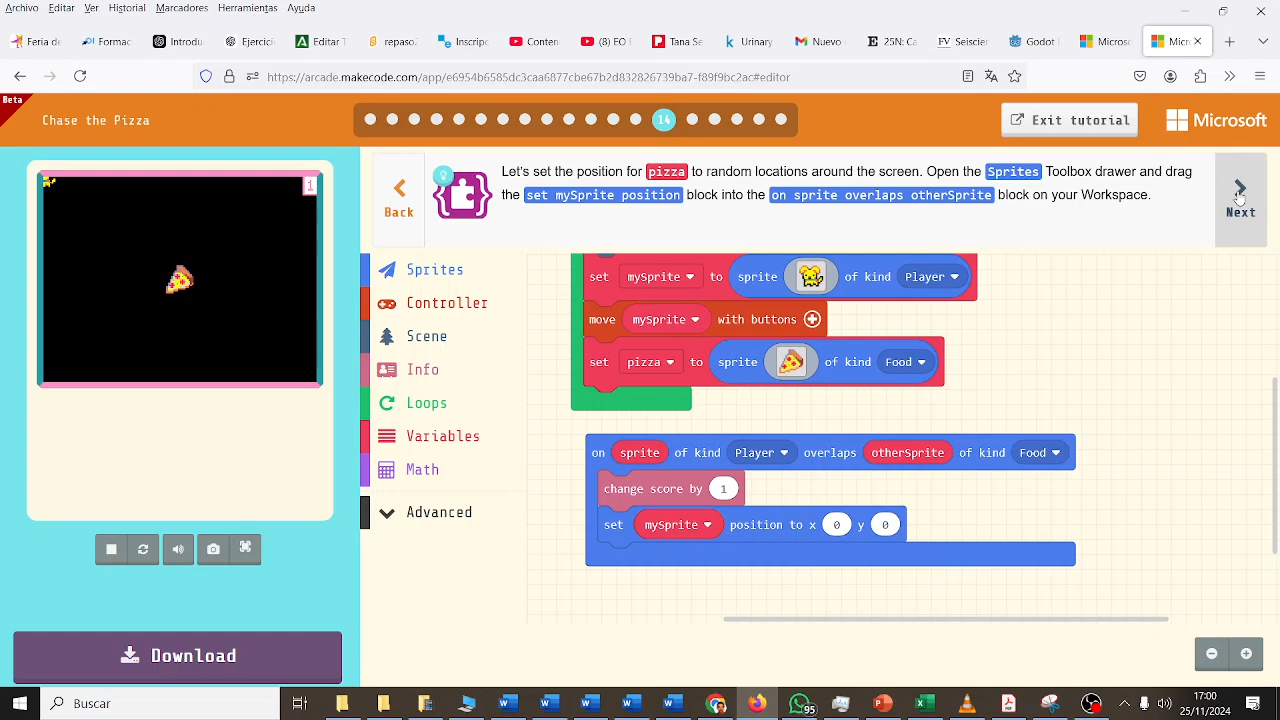 Archivo Editar Ver Historial Marcadores Herramientas Ayuda
Feria de
Formac
Introdu
Ejercici
Editar T
repaso
Inscripc
Conten
(8) FO
Tana Se
Urinary
Nuevo
25N: Ca
Seiscier
Godot
Micros
Micr
https://arcade.makecode.com/app/ee954b6585dc3caa6877cbe67b2d832826739ba7-f89f9bc2ac#editor
Beta
Chase the Pizza
14
Exit tutorial
Microsoft
1
Back
Let's set the position for pizza to random locations around the screen. Open the Sprites Toolbox drawer and drag
the set mySprite position block into the on sprite overlaps otherSprite block on your Workspace.
Next
Sprites
Controller
Scene
Info
Loops
Variables
Math
Advanced
set mySprite to sprite of kind Player
move mySprite with buttons
set pizza to sprite of kind Food
on sprite of kind Player overlaps otherSprite of kind Food
change score by 1
set mySprite position to x 0 y 0
Download
Buscar
95
17:00
25/11/2024